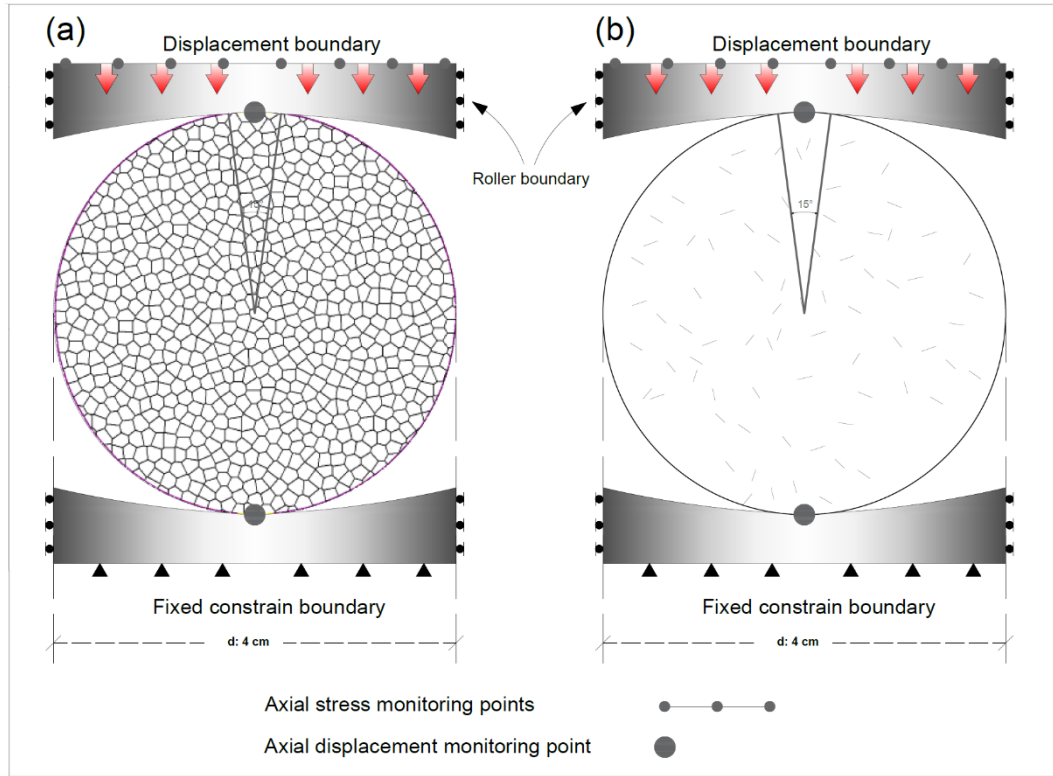 (a)
Displacement boundary
(b)
Displacement boundary
Roller boundary
15°
15°
Fixed constrain boundary
Fixed constrain boundary
d: 4 cm
d: 4 cm
Axial stress monitoring points
Axial displacement monitoring point